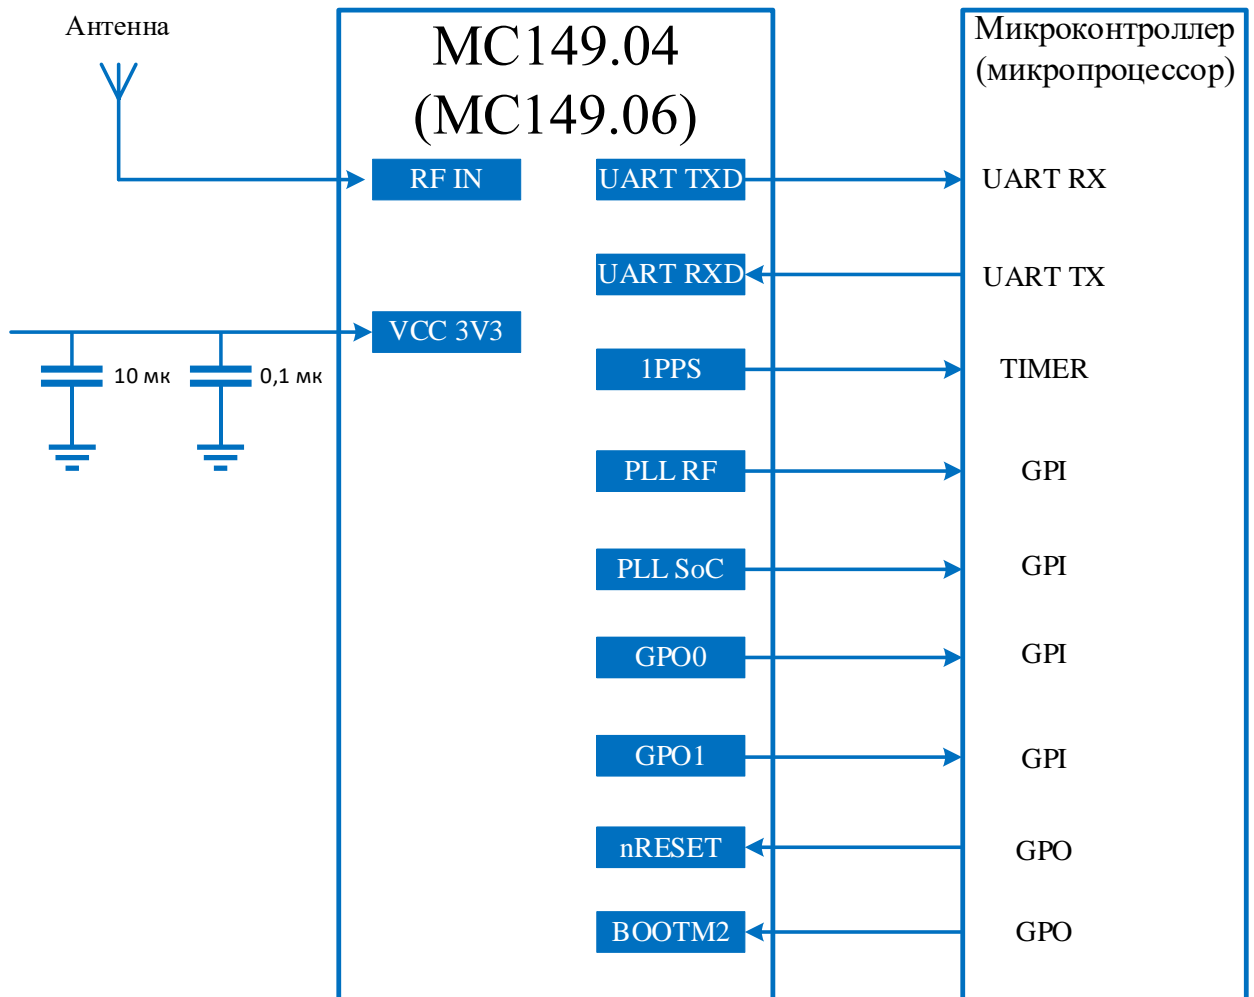 Антенна
МС149.04
(МС149.06)
Микроконтроллер
(микропроцессор)
RF IN
UART TXD
UART RX
UART RXD
UART TX
VCC 3V3
10 мк
0,1 мк
1PPS
TIMER
PLL RF
GPI
PLL SoC
GPI
GPO0
GPI
GPO1
GPI
nRESET
GPO
BOOTM2
GPO